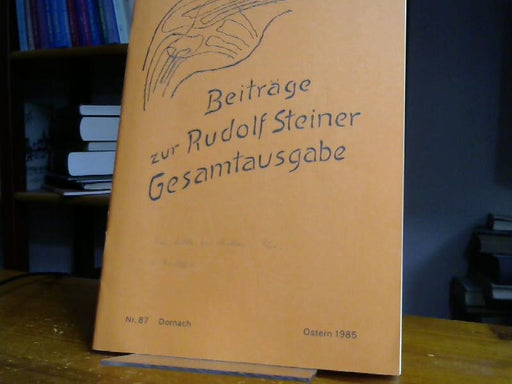 Beiträge
zur Rudolf Steiner
Gesamtausgabe
Nr. 87 Dornach
Ostern 1985